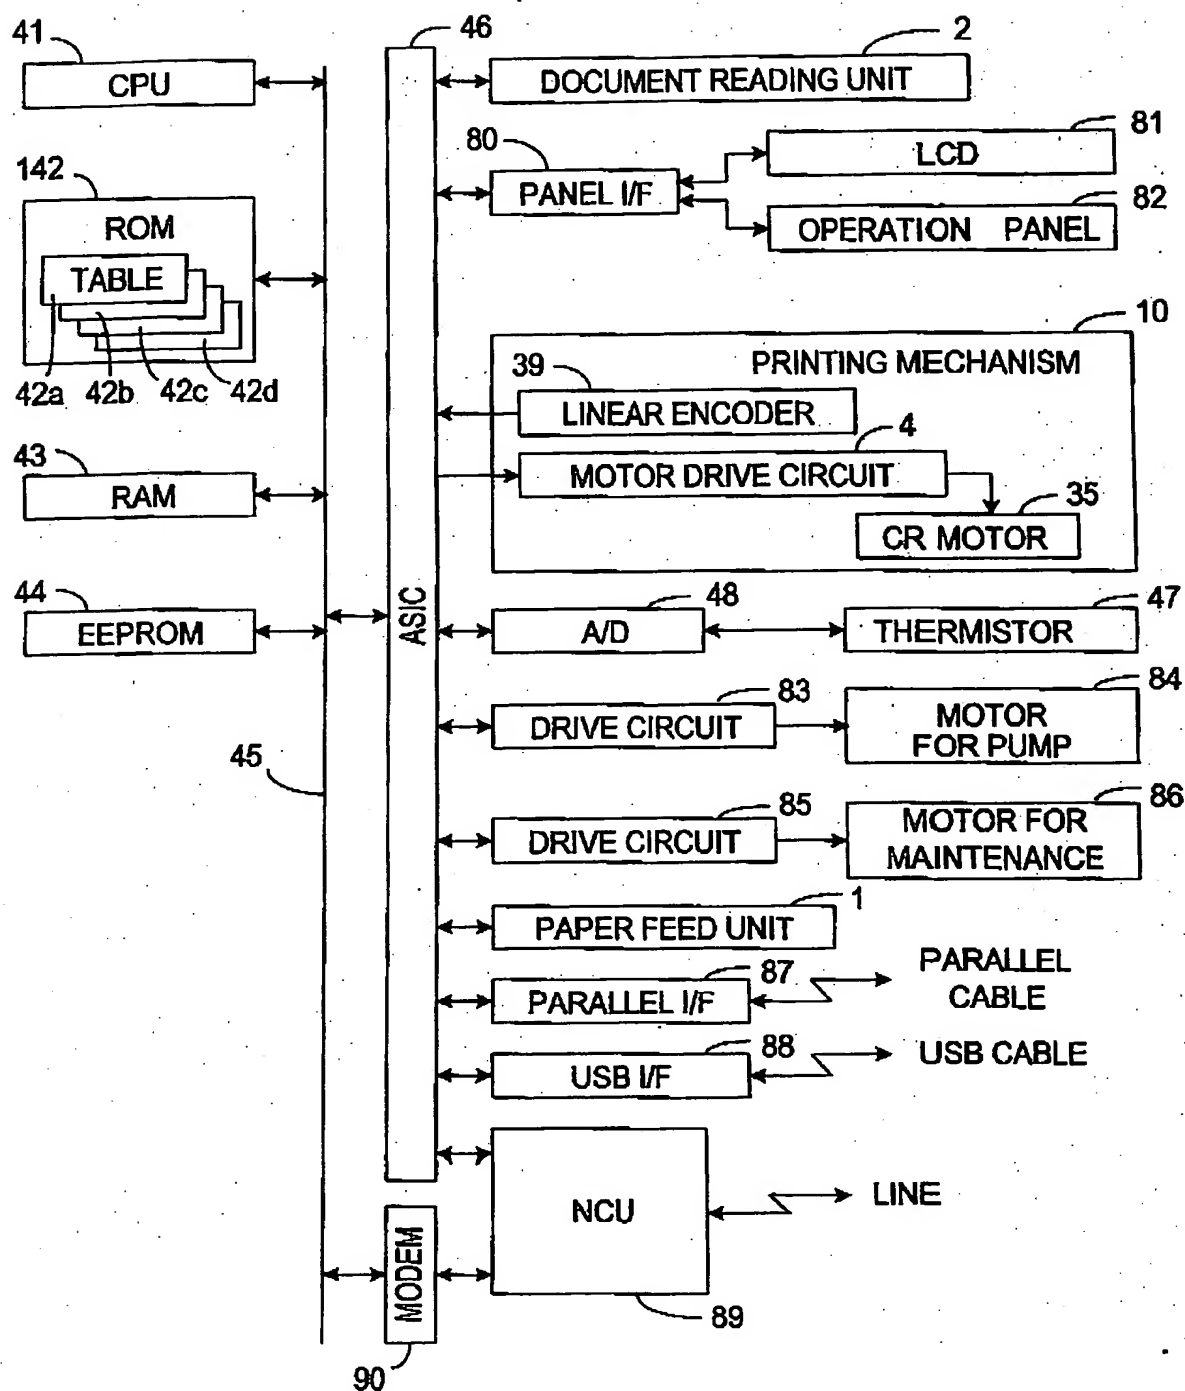 41
CPU
46
2
DOCUMENT READING UNIT
80
PANEL I/F
81
LCD
82
OPERATION PANEL
142
ROM
TABLE
42a 42b 42c 42d
10
PRINTING MECHANISM
39
LINEAR ENCODER
4
MOTOR DRIVE CIRCUIT
35
CR MOTOR
43
RAM
44
EEPROM
ASIC
48
A/D
47
THERMISTOR
83
DRIVE CIRCUIT
84
MOTOR
FOR PUMP
45
85
DRIVE CIRCUIT
86
MOTOR FOR
MAINTENANCE
1
PAPER FEED UNIT
87
PARALLEL I/F
PARALLEL
CABLE
88
USB I/F
USB CABLE
NCU
LINE
MODEM
89
90